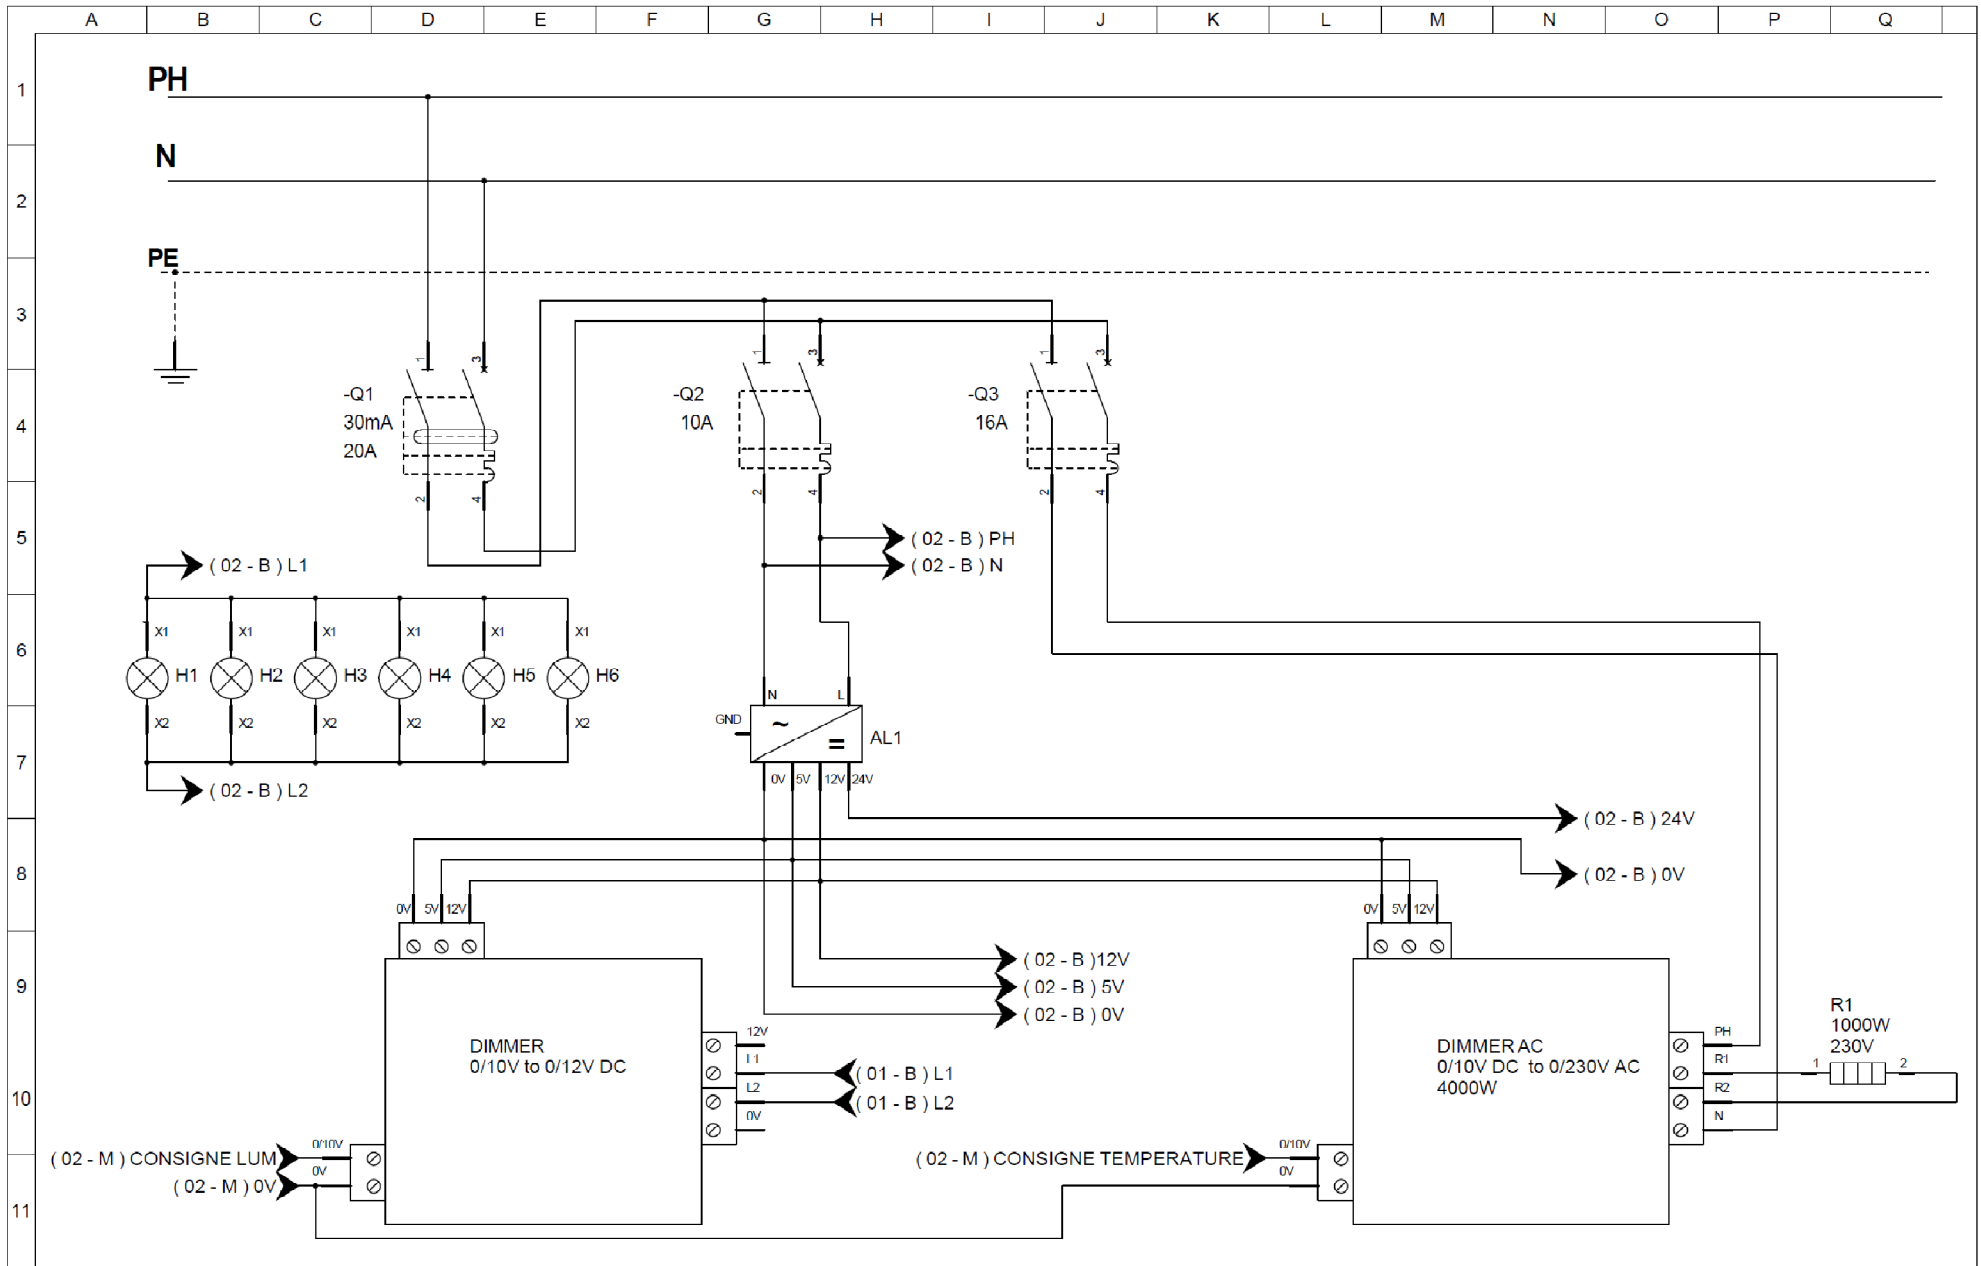 A B C D E F G H I J K L M N O P Q
1
PH
N
2
PE
3
1 3
1 3
1 3
-Q1
30mA
20A
-Q2
10A
-Q3
16A
4
2 4
2 4
2 4
5
( 02 - B ) PH
( 02 - B ) N
( 02 - B ) L1
6
X1 X1 X1 X1 X1 X1
H1 H2 H3 H4 H5 H6
X2 X2 X2 X2 X2 X2
N L
GND
~
=
AL1
7
0V 5V 12V 24V
( 02 - B ) L2
( 02 - B ) 24V
8
( 02 - B ) 0V
0V 5V 12V
0V 5V 12V
9
( 02 - B )12V
( 02 - B ) 5V
( 02 - B ) 0V
DIMMER
0/10V to 0/12V DC
12V
L1
L2
0V
( 01 - B ) L1
( 01 - B ) L2
DIMMER AC
0/10V DC to 0/230V AC
4000W
PH
R1
R2
N
R1
1000W
230V
1 2
10
0/10V
( 02 - M ) CONSIGNE LUM
0V
( 02 - M ) 0V
0/10V
( 02 - M ) CONSIGNE TEMPERATURE
0V
11